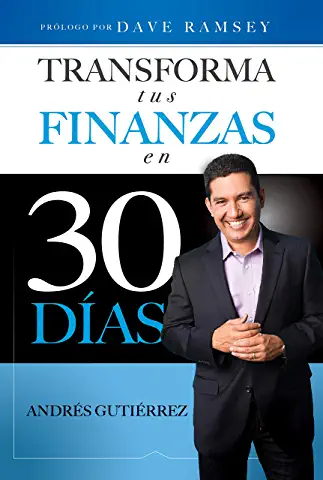 PRÓLOGO POR DAVE RAMSEY
TRANSFORMA
tus
FINANZAS
en
30
DÍAS
ANDRÉS GUTIÉRREZ